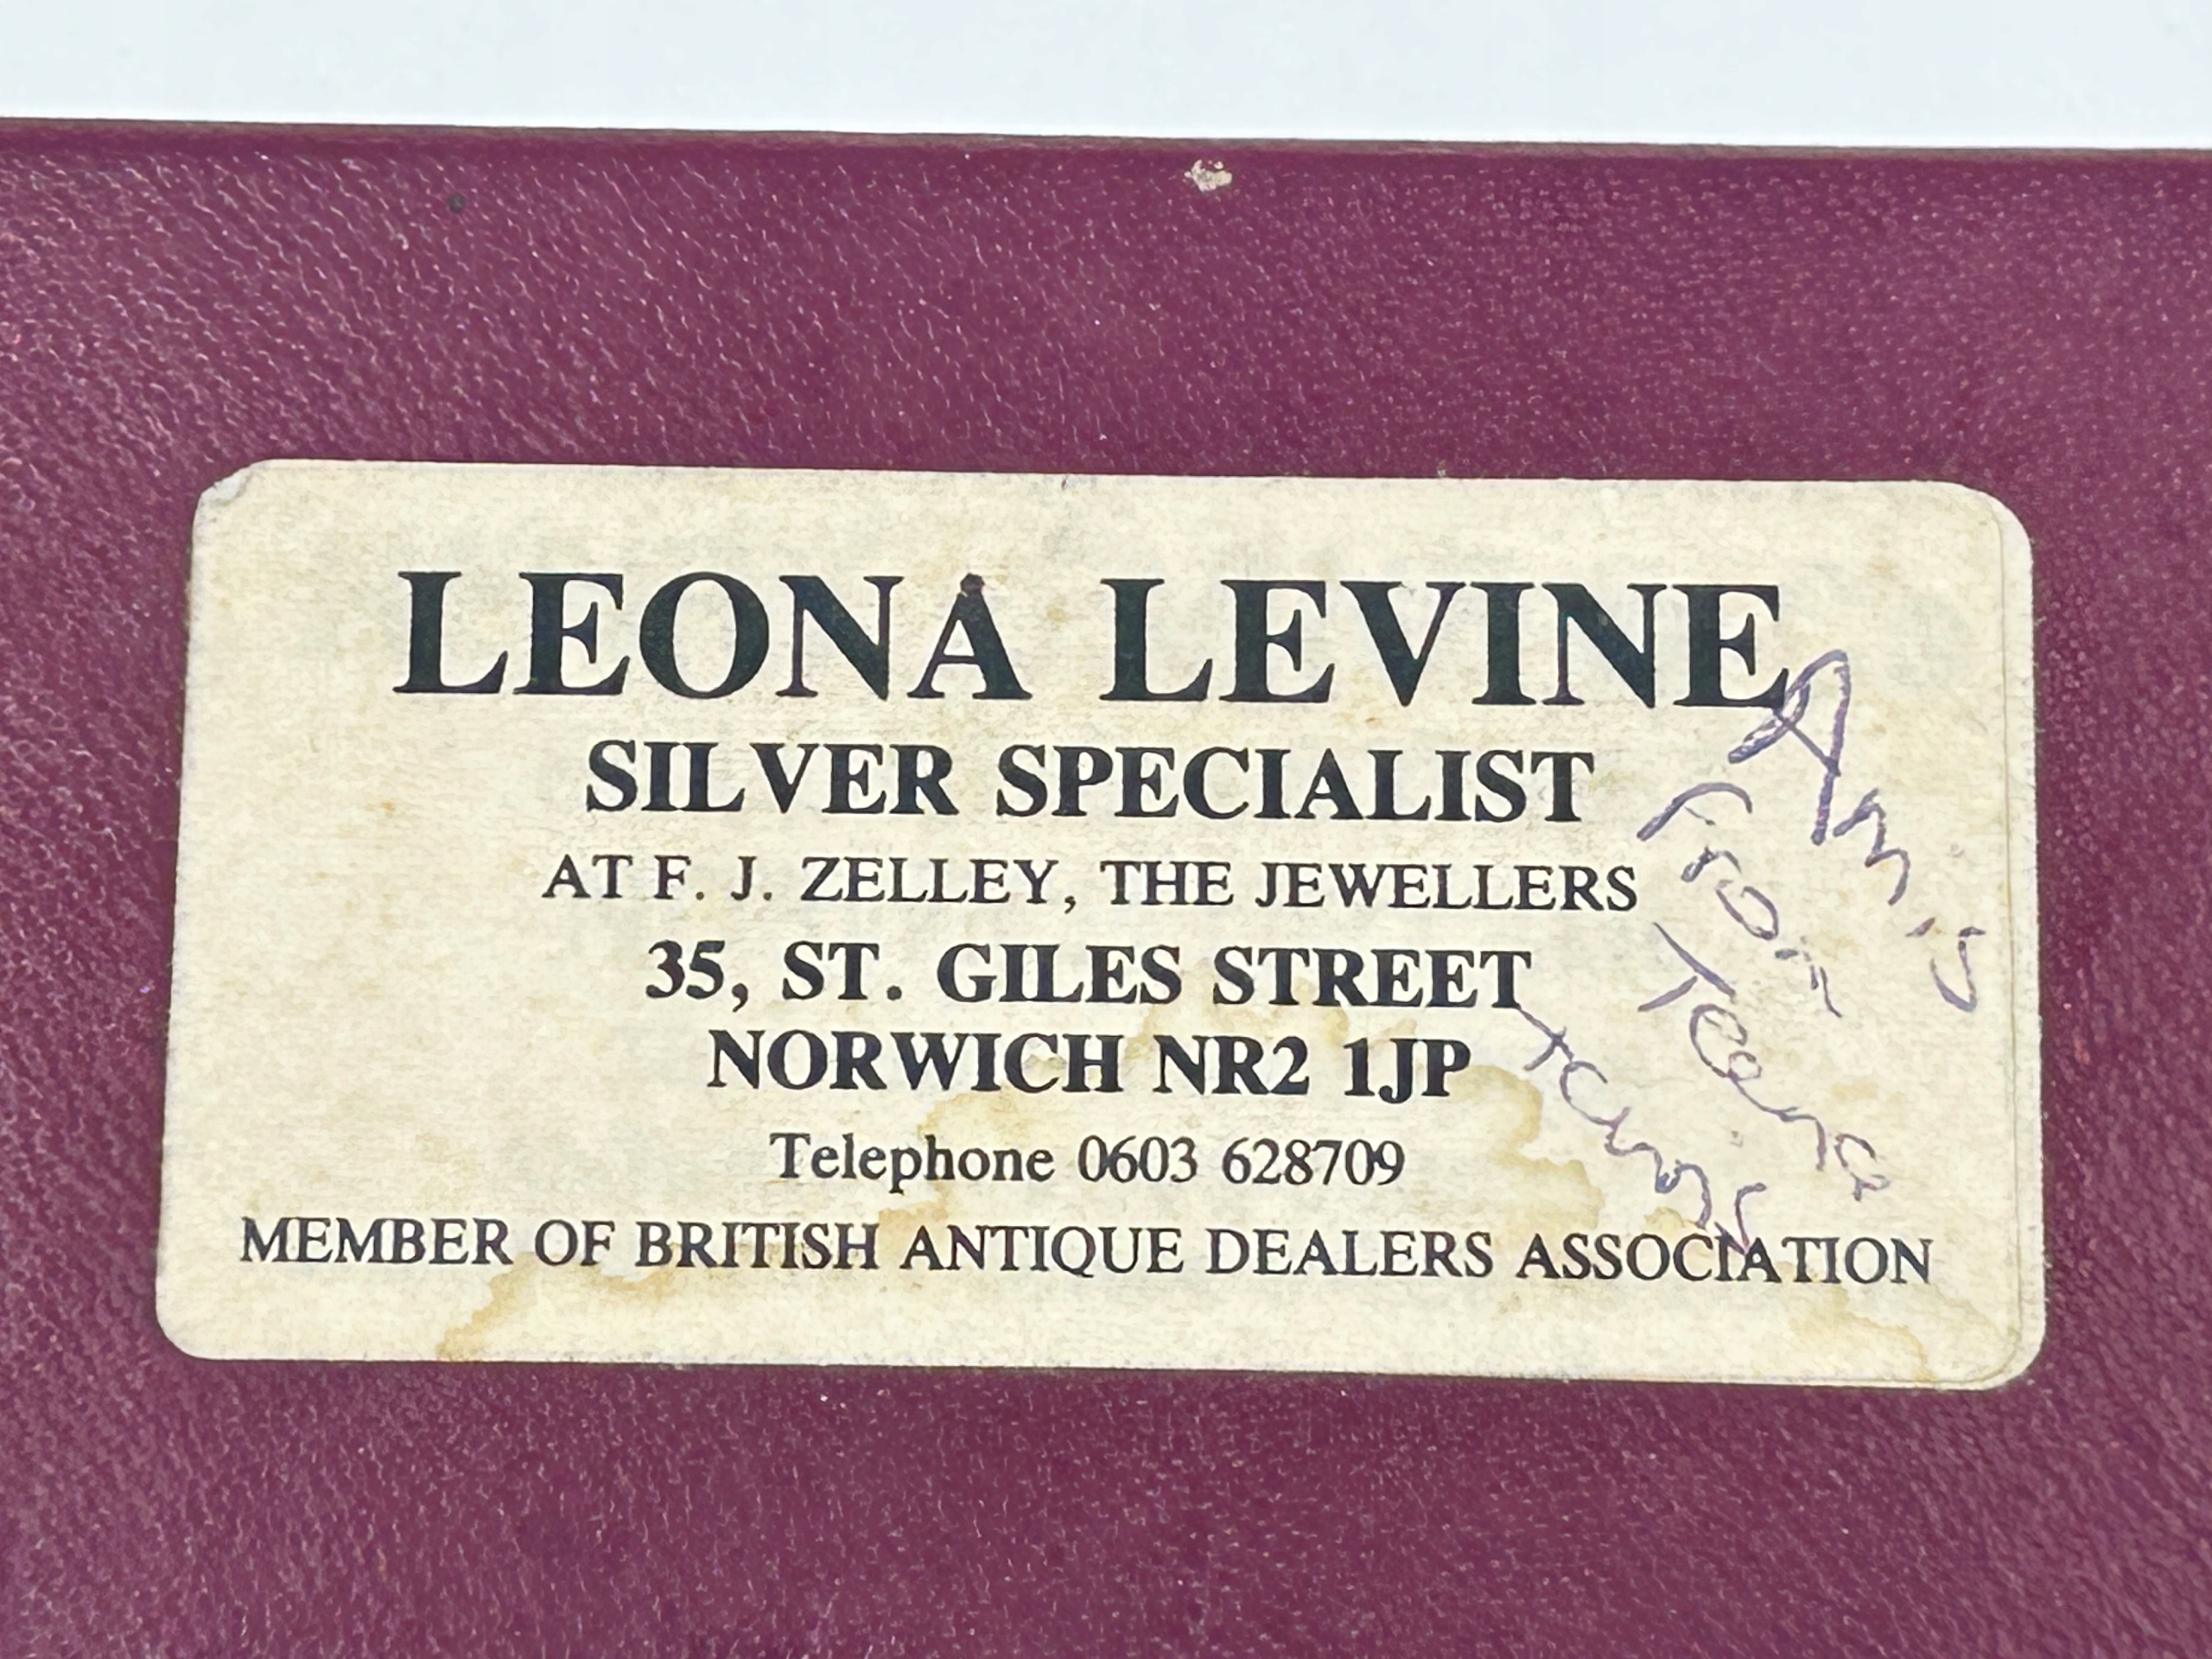 LEONA LEVINE
SILVER SPECIALIST
AT F. J. ZELLEY, THE JEWELLERS
35, ST. GILES STREET
NORWICH NR2 1JP
Telephone 0603 628709
MEMBER OF BRITISH ANTIQUE DEALERS ASSOCIATION